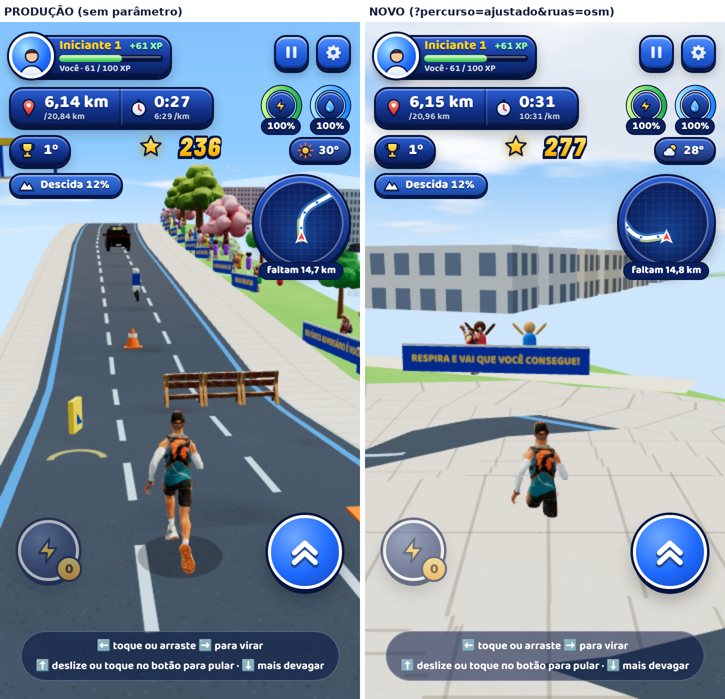 PRODUÇÃO (sem parâmetro)
Iniciante 1 +61 XP
Você · 61 / 100 XP
6,14 km
/20,84 km
0:27
6:29 /km
100%
100%
1°
236
30°
Descida 12%
faltam 14,7 km
0
⬅️ toque ou arraste ➡️ para virar
⬆️ deslize ou toque no botão para pular · ⬇️ mais devagar
NOVO (?percurso=ajustado&ruas=osm)
Iniciante 1 +61 XP
Você · 61 / 100 XP
6,15 km
/20,96 km
0:31
10:31 /km
100%
100%
1°
277
28°
Descida 12%
faltam 14,8 km
RESPIRA E VAI QUE VOCÊ CONSEGUE!
0
⬅️ toque ou arraste ➡️ para virar
⬆️ deslize ou toque no botão para pular · ⬇️ mais devagar